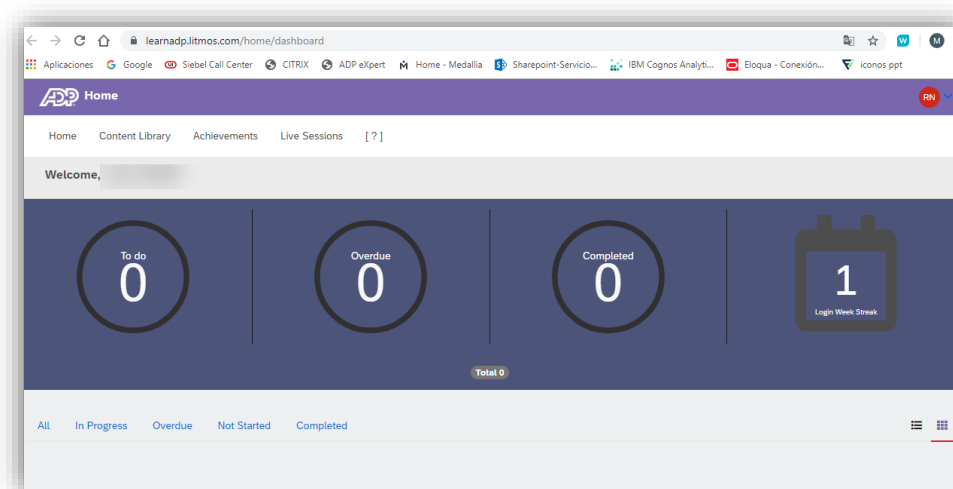 learnadp.litmos.com/home/dashboard
M
Aplicaciones Google Siebel Call Center CITRIX ADP eXpert Home - Medallia Sharepoint-Servicio... IBM Cognos Analyti... Eloqua - Conexión... iconos ppt
ADP Home RN
Home Content Library Achievements Live Sessions [ ? ]
Welcome,
To do
0
Overdue
0
Completed
0
1
Login Week Streak
Total 0
All In Progress Overdue Not Started Completed